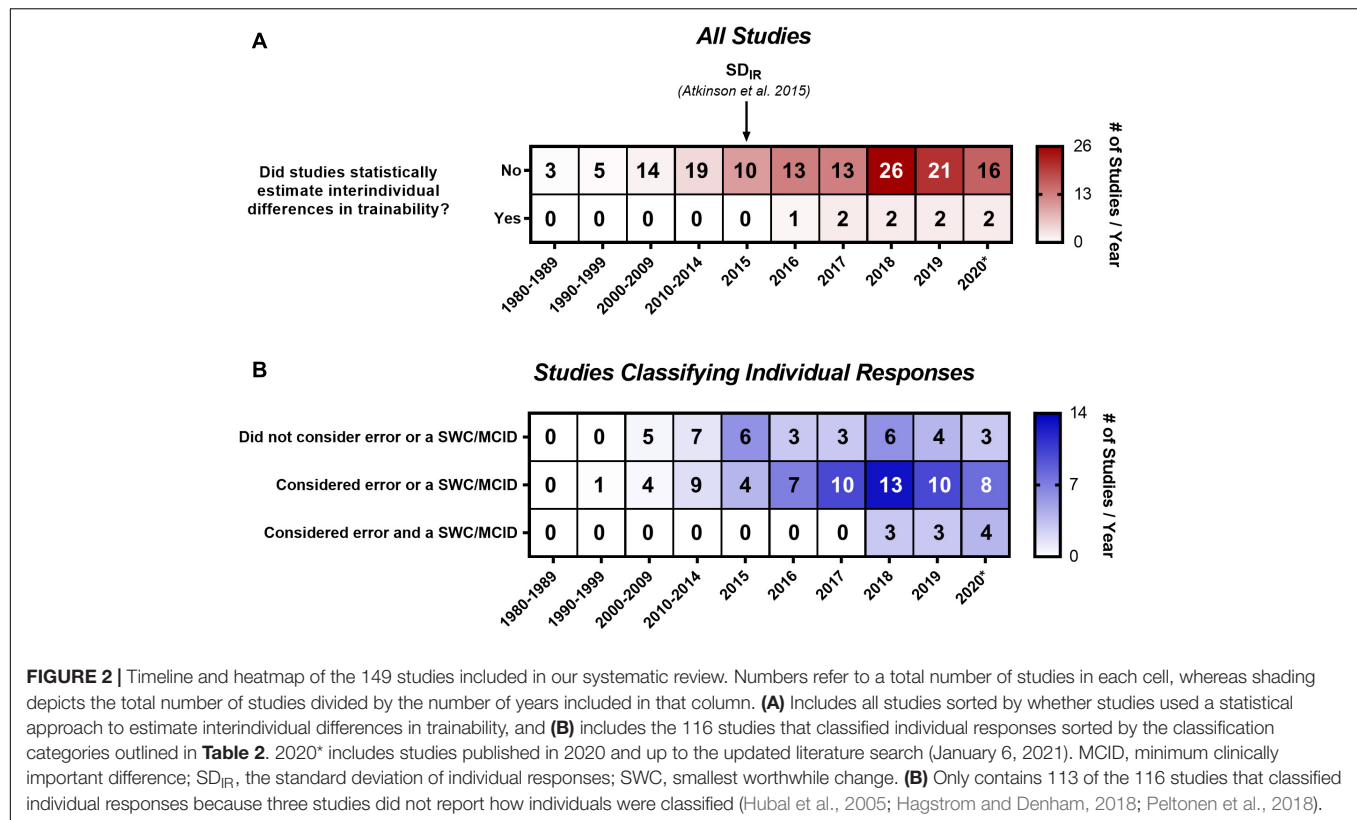 A
All Studies
SDIR
(Atkinson et al. 2015)
Did studies statistically
estimate interindividual
differences in trainability?
No 3 5 14 19 10 13 13 26 21 16
Yes 0 0 0 0 0 1 2 2 2 2
1980-1989 1990-1999 2000-2009 2010-2014 2015 2016 2017 2018 2019 2020*
26
13
0
# of Studies / Year
B
Studies Classifying Individual Responses
Did not consider error or a SWC/MCID 0 0 5 7 6 3 3 6 4 3
Considered error or a SWC/MCID 0 1 4 9 4 7 10 13 10 8
Considered error and a SWC/MCID 0 0 0 0 0 0 0 3 3 4
1980-1989 1990-1999 2000-2009 2010-2014 2015 2016 2017 2018 2019 2020*
14
7
0
# of Studies / Year
FIGURE 2 | Timeline and heatmap of the 149 studies included in our systematic review. Numbers refer to a total number of studies in each cell, whereas shading
depicts the total number of studies divided by the number of years included in that column. (A) Includes all studies sorted by whether studies used a statistical
approach to estimate interindividual differences in trainability, and (B) includes the 116 studies that classified individual responses sorted by the classification
categories outlined in Table 2. 2020* includes studies published in 2020 and up to the updated literature search (January 6, 2021). MCID, minimum clinically
important difference; SDIR, the standard deviation of individual responses; SWC, smallest worthwhile change. (B) Only contains 113 of the 116 studies that classified
individual responses because three studies did not report how individuals were classified (Hubal et al., 2005; Hagstrom and Denham, 2018; Peltonen et al., 2018).